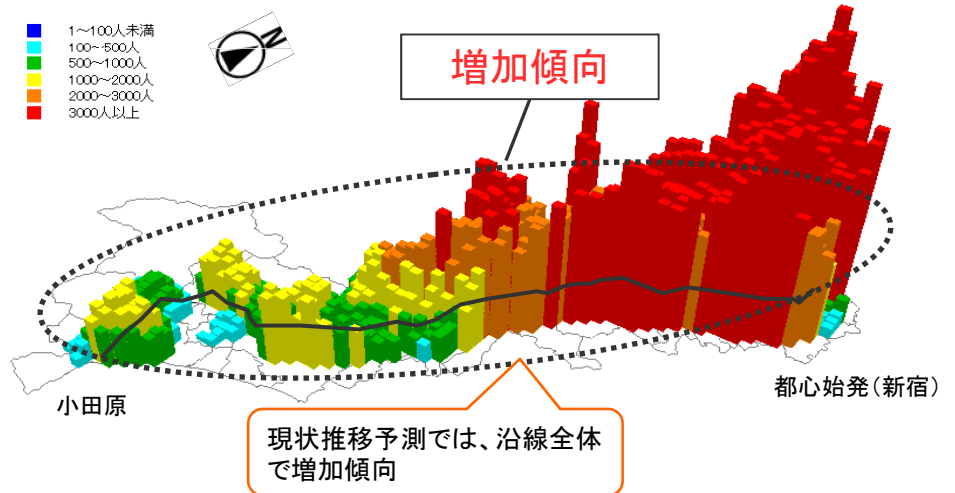 1～100人未満
100～500人
500～1000人
1000～2000人
2000～3000人
3000人以上
N
増加傾向
小田原
都心始発（新宿）
現状推移予測では、沿線全体
で増加傾向